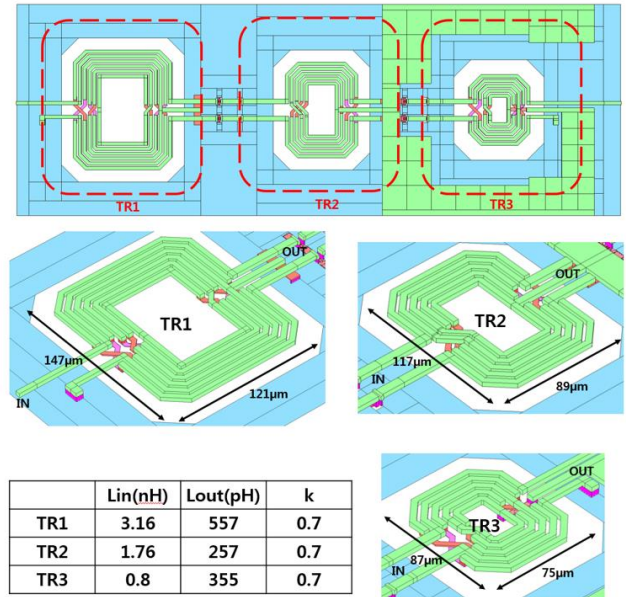 TR1 TR2 TR3
OUT
TR1
147μm
121μm
IN
OUT
TR2
117μm
89μm
IN
Lin(nH) Lout(pH) k
TR1 3.16 557 0.7
TR2 1.76 257 0.7
TR3 0.8 355 0.7
OUT
TR3
IN
87μm
75μm